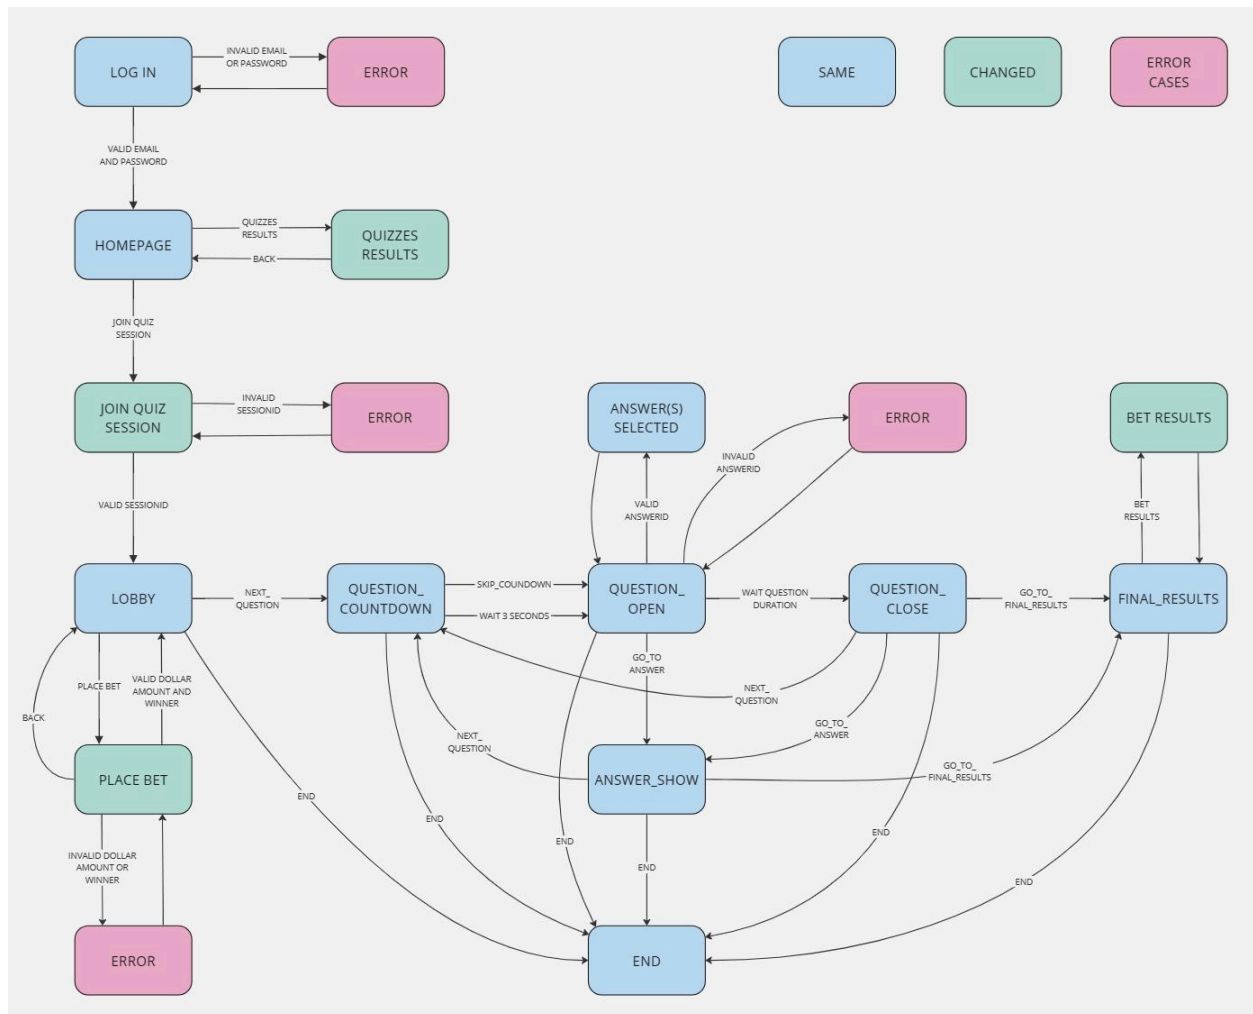 LOG IN
INVALID EMAIL
OR PASSWORD
ERROR
SAME
CHANGED
ERROR
CASES
VALID EMAIL
AND PASSWORD
HOMEPAGE
QUIZZES
RESULTS
BACK
QUIZZES
RESULTS
JOIN QUIZ
SESSION
JOIN QUIZ
SESSION
INVALID
SESSIONID
ERROR
ANSWER(S)
SELECTED
ERROR
BET RESULTS
INVALID
ANSWERID
VALID SESSIONID
VALID
ANSWERID
BET
RESULTS
LOBBY
NEXT_
QUESTION
QUESTION_
COUNTDOWN
SKIP_COUNDOWN
WAIT 3 SECONDS
QUESTION_
OPEN
WAIT QUESTION
DURATION
QUESTION_
CLOSE
GO_TO_
FINAL_RESULTS
FINAL_RESULTS
PLACE BET
VALID DOLLAR
AMOUNT AND
WINNER
BACK
GO_TO
ANSWER
NEXT_
QUESTION
GO_TO_
ANSWER
NEXT_
QUESTION
PLACE BET
ANSWER_SHOW
GO_TO_
FINAL_RESULTS
END
END
END
END
END
END
INVALID DOLLAR
AMOUNT OR
WINNER
ERROR
END